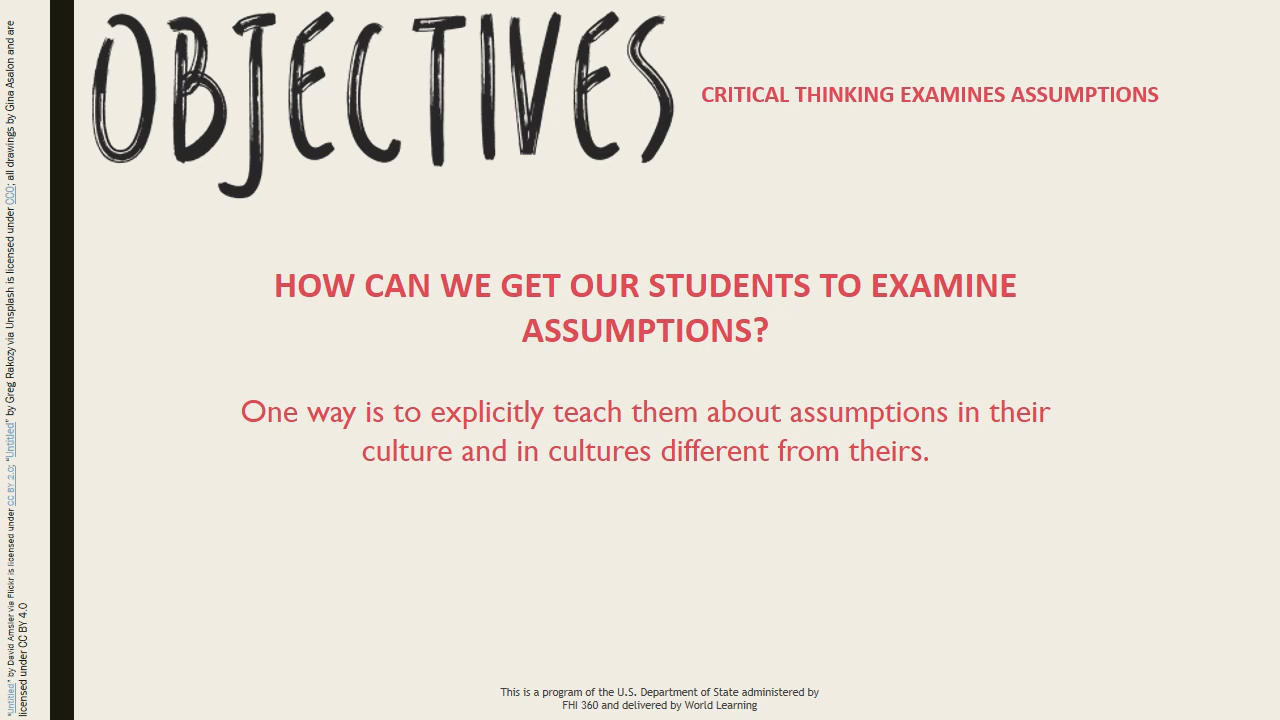 OBJECTIVES
CRITICAL THINKING EXAMINES ASSUMPTIONS
HOW CAN WE GET OUR STUDENTS TO EXAMINE
ASSUMPTIONS?
One way is to explicitly teach them about assumptions in their
culture and in cultures different from theirs.
This is a program of the U.S. Department of State administered by
FHI 360 and delivered by World Learning
"Untitled" by David Amsler via Flickr is licensed under CC BY 2.0; "Untitled" by Greg Rakozy via Unsplash is licensed under CC0; all drawings by Gina Asalon and are
licensed under CC BY 4.0